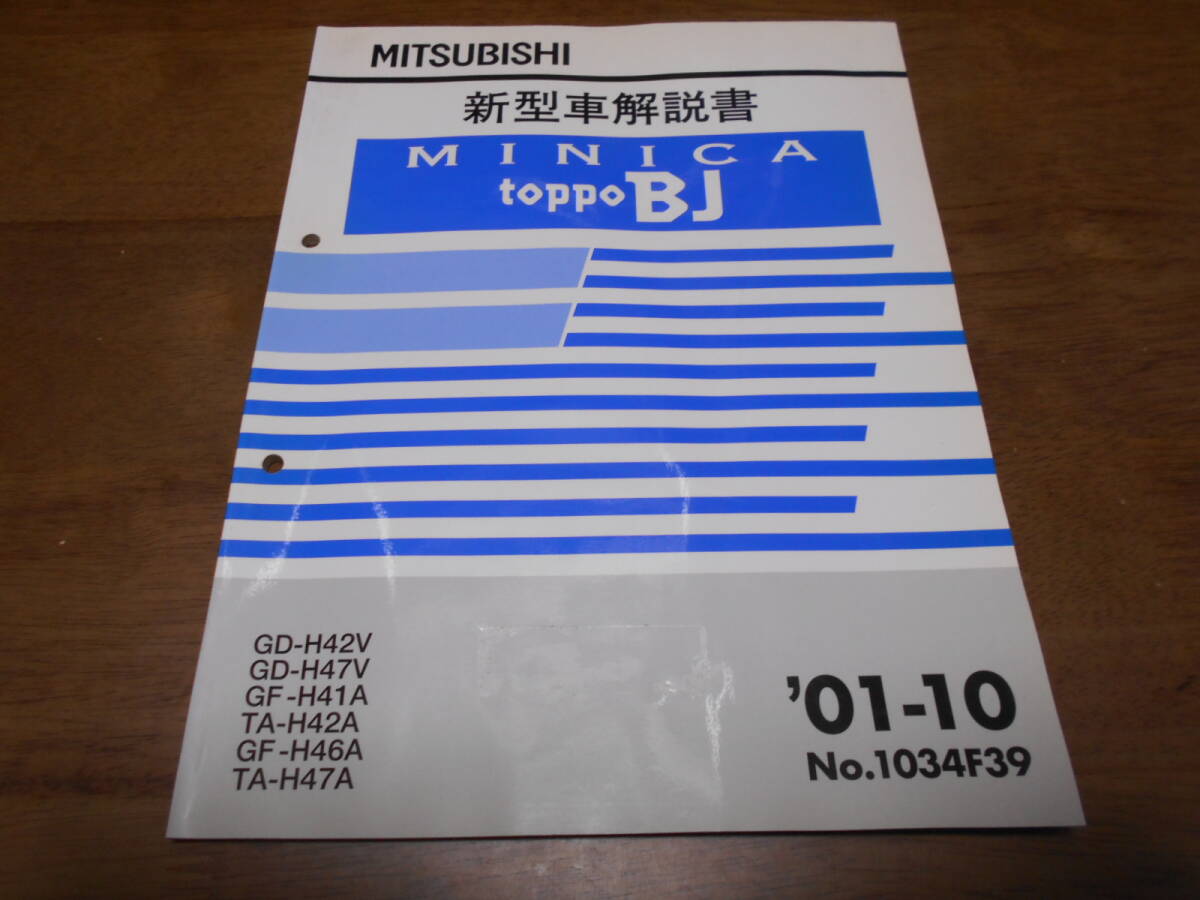 MITSUBISHI
新型車解説書
MINICA
toppo BJ
GD-H42V
GD-H47V
GF-H41A
TA-H42A
GF-H46A
TA-H47A
'01-10
No.1034F39